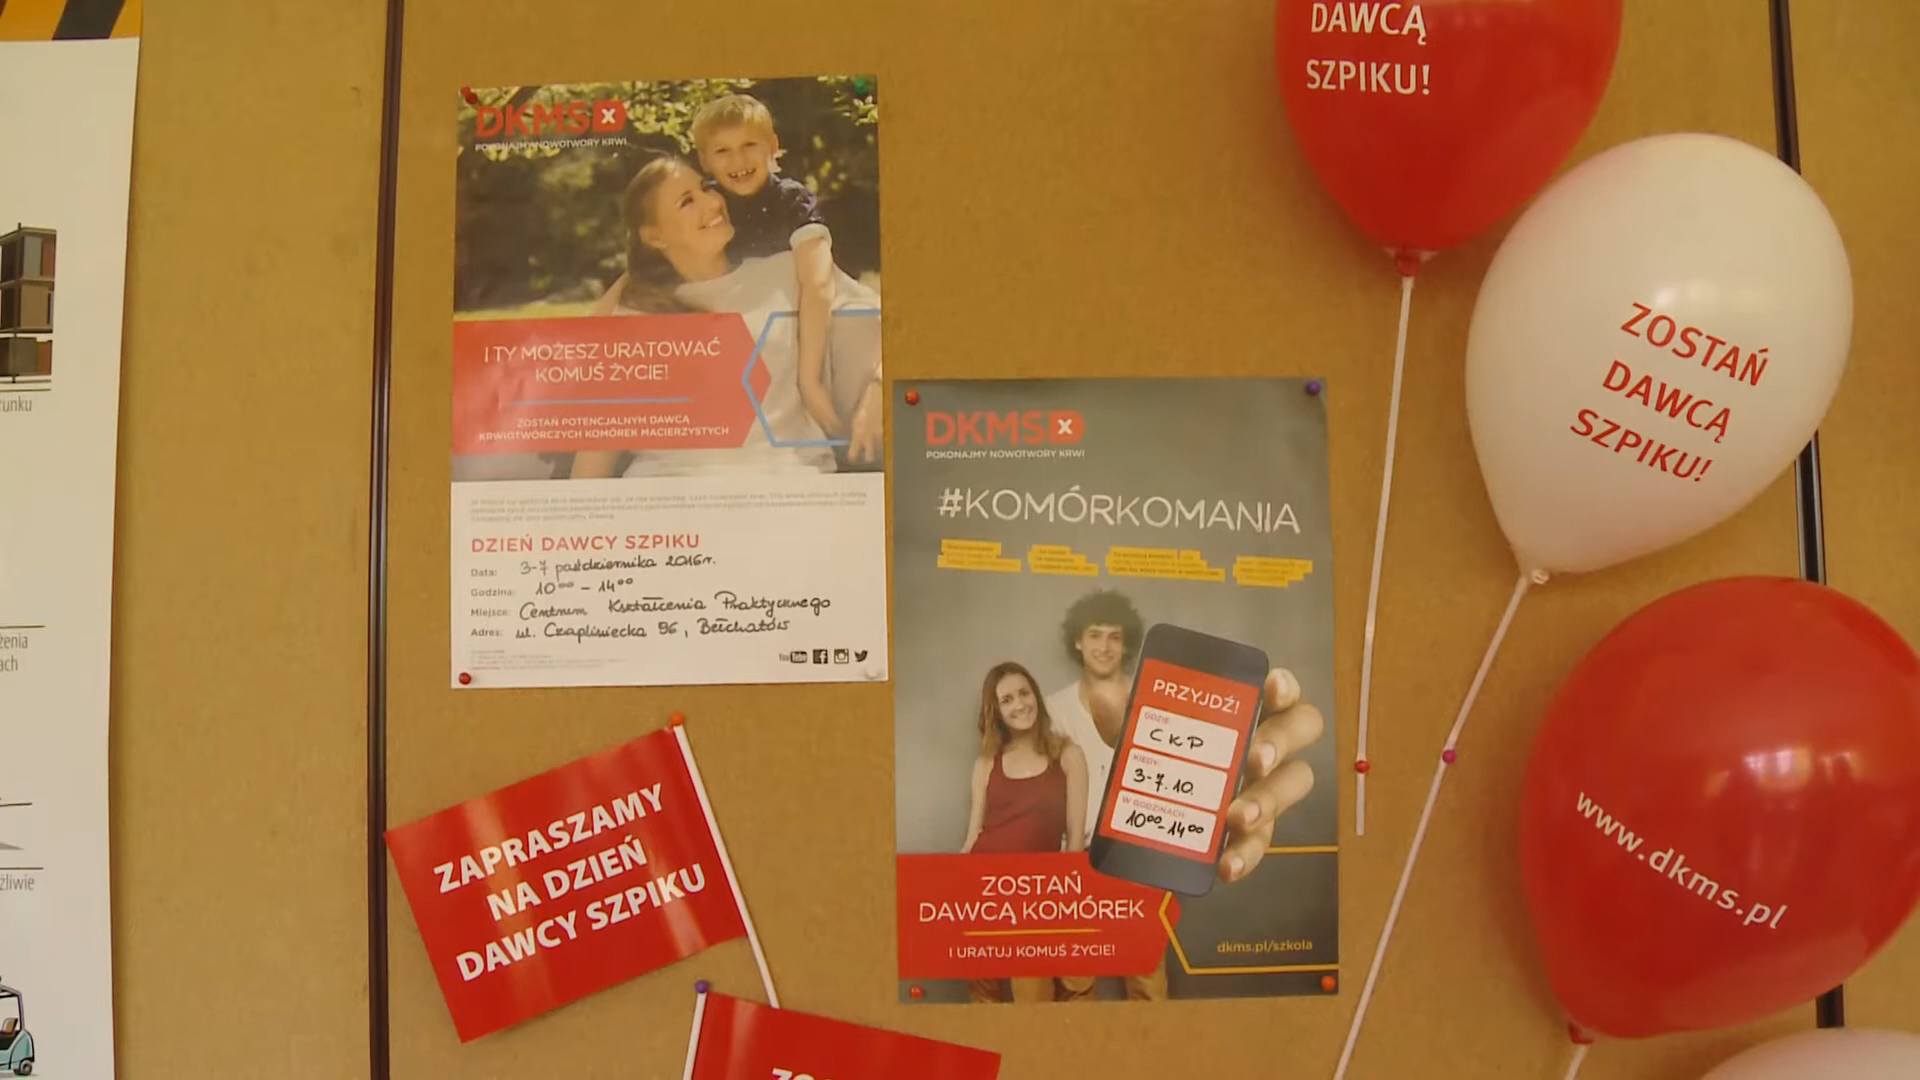 DKMS x
POKONAJMY NOWOTWORY KRWI
I TY MOŻESZ URATOWAĆ
KOMUŚ ŻYCIE!
ZOSTAŃ POTENCJALNYM DAWCĄ
KRWIOTWÓRCZYCH KOMÓREK MACIERZYSTYCH
DZIEŃ DAWCY SZPIKU
Data: 3-7 października 2016r.
Godzina: 10⁰⁰ - 14⁰⁰
Miejsce: Centrum Kształcenia Praktycznego
Adres: ul. Czapliniecka 96, Bełchatów
YouTube
DKMS x
POKONAJMY NOWOTWORY KRWI
#KOMÓRKOMANIA
PRZYJDŹ!
GDZIE:
CKP
KIEDY:
3-7.10.
W GODZINACH:
10⁰⁰-14⁰⁰
ZOSTAŃ
DAWCĄ KOMÓREK
I URATUJ KOMUŚ ŻYCIE!
dkms.pl/szkola
ZAPRASZAMY
NA DZIEŃ
DAWCY SZPIKU
DAWCĄ
SZPIKU!
ZOSTAŃ
DAWCĄ
SZPIKU!
www.dkms.pl